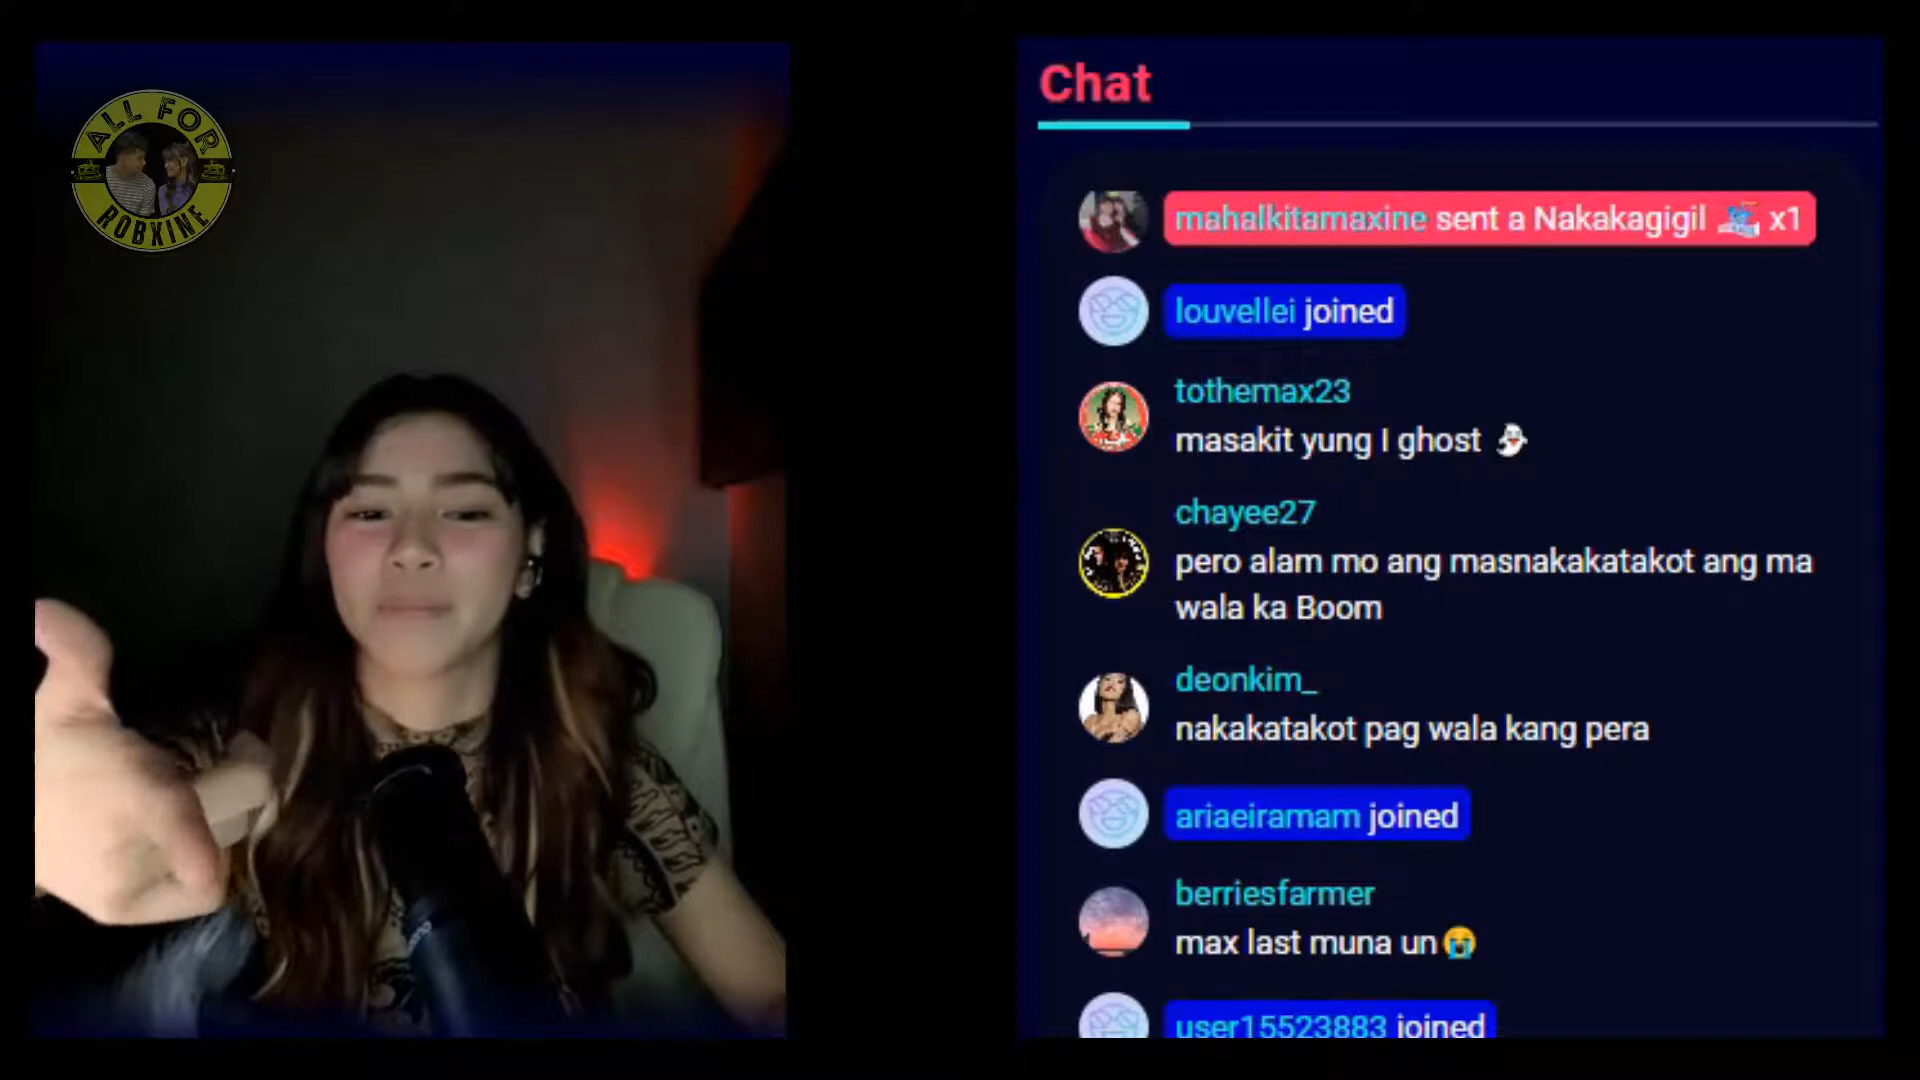 ALL FOR
ROBXINE
Chat
mahalkitamaxine sent a Nakakagigil x1
louvellei joined
tothemax23
masakit yung I ghost 👻
chayee27
pero alam mo ang masnakakatakot ang ma
wala ka Boom
deonkim_
nakakatakot pag wala kang pera
ariaeiramam joined
berriesfarmer
max last muna un😭
user15523883 joined